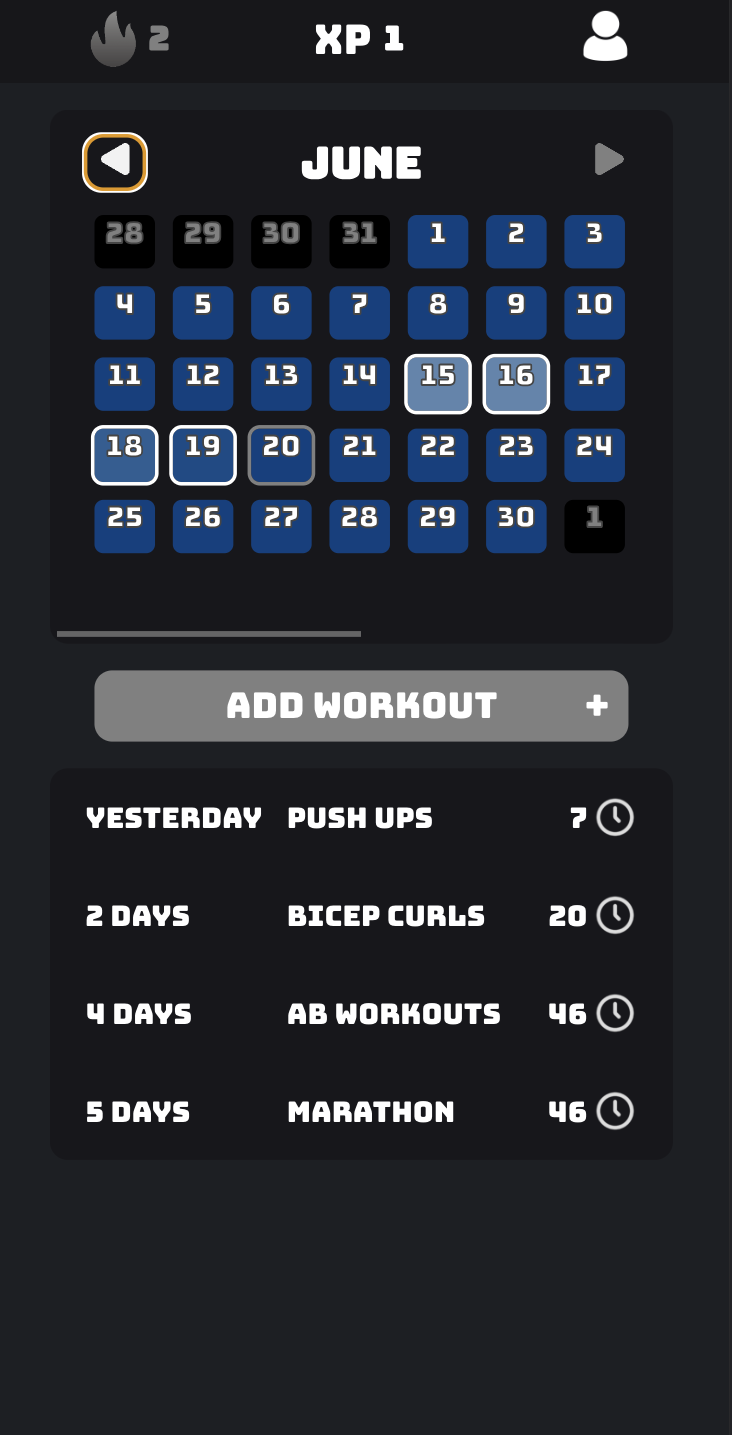 2 XP 1
JUNE
28 29 30 31 1 2 3
4 5 6 7 8 9 10
11 12 13 14 15 16 17
18 19 20 21 22 23 24
25 26 27 28 29 30 1
ADD WORKOUT +
YESTERDAY PUSH UPS 7
2 DAYS BICEP CURLS 20
4 DAYS AB WORKOUTS 46
5 DAYS MARATHON 46